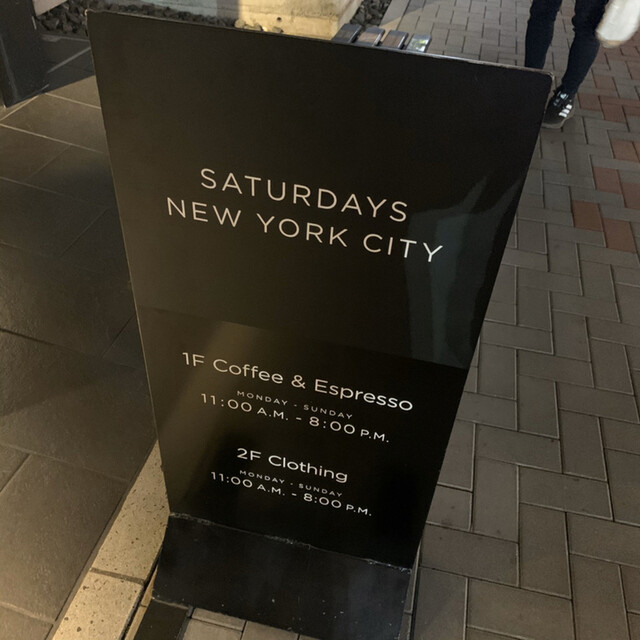 SATURDAYS
NEW YORK CITY
1F Coffee & Espresso
MONDAY - SUNDAY
11:00 A.M. - 8:00 P.M.
2F Clothing
MONDAY - SUNDAY
11:00 A.M. - 8:00 P.M.